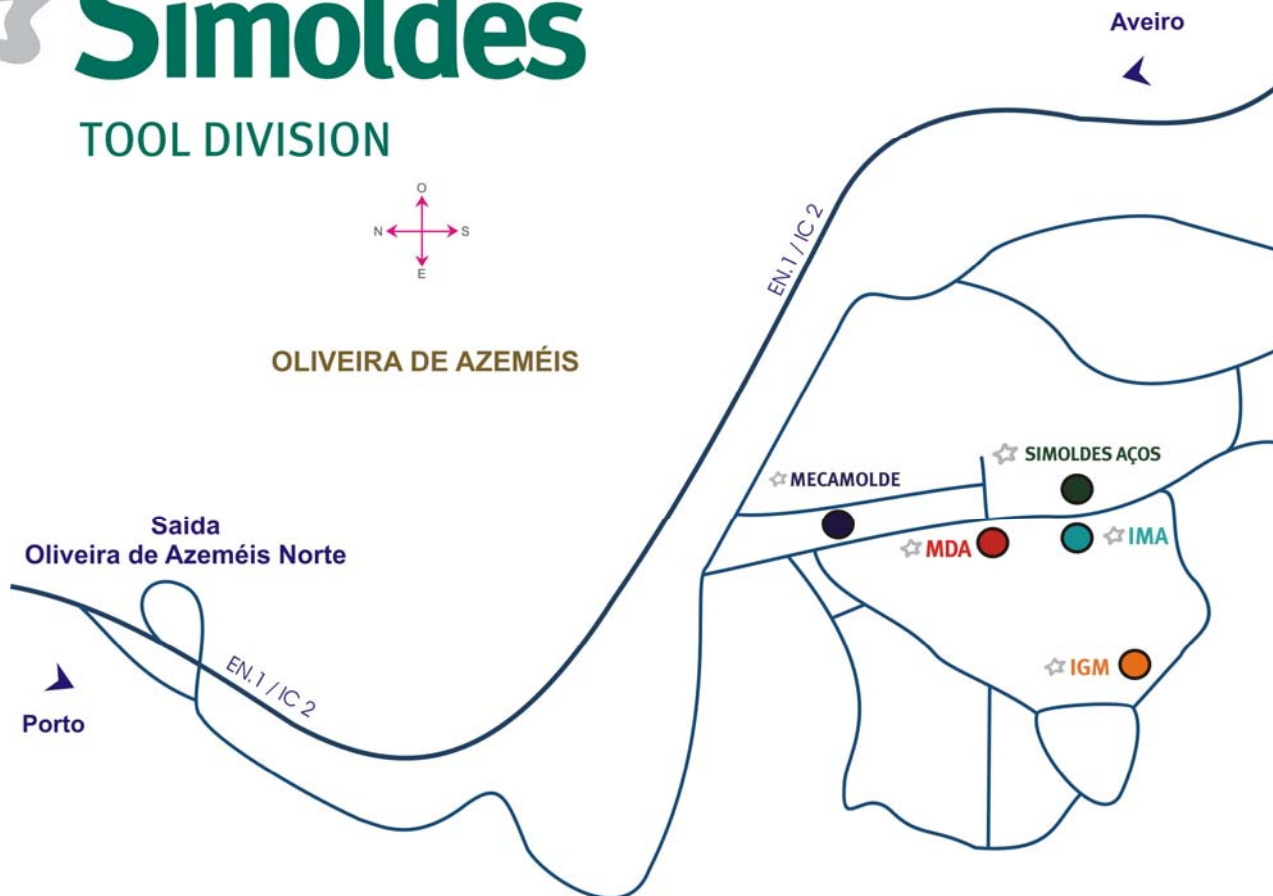 Simoldes
TOOL DIVISION
Aveiro
O
N
S
E
EN.1 / IC 2
OLIVEIRA DE AZEMÉIS
SIMOLDES AÇOS
MECAMOLDE
Saida
Oliveira de Azeméis Norte
MDA
IMA
EN.1 / IC 2
IGM
Porto